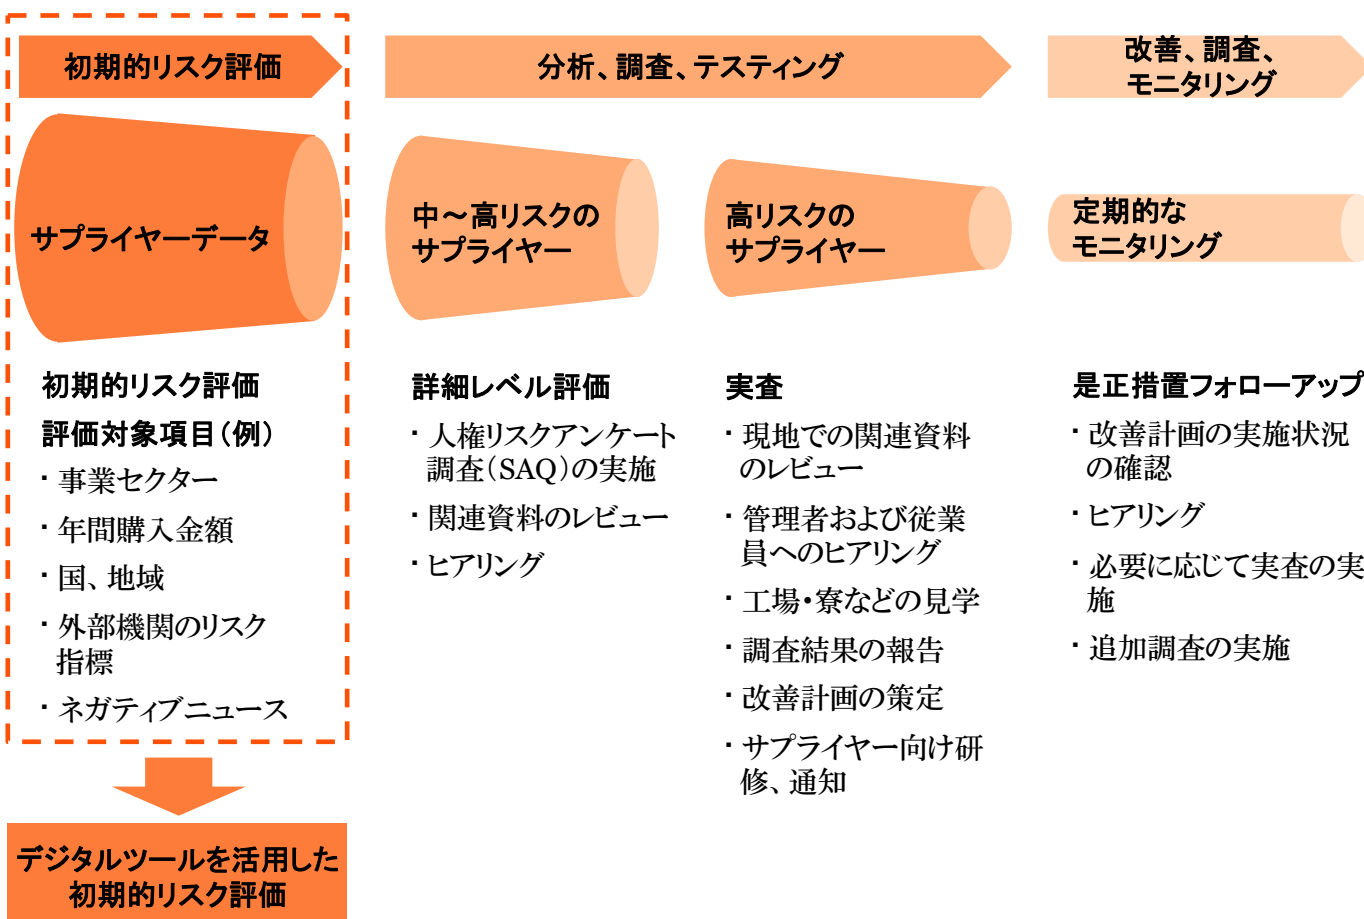 初期的リスク評価
分析、調査、テスティング
改善、調査、
モニタリング
サプライヤーデータ
中～高リスクの
サプライヤー
高リスクの
サプライヤー
定期的な
モニタリング
初期的リスク評価
評価対象項目（例）
・事業セクター
・年間購入金額
・国、地域
・外部機関のリスク
指標
・ネガティブニュース
詳細レベル評価
・人権リスクアンケート
調査（SAQ）の実施
・関連資料のレビュー
・ヒアリング
実査
・現地での関連資料
のレビュー
・管理者および従業
員へのヒアリング
・工場・寮などの見学
・調査結果の報告
・改善計画の策定
・サプライヤー向け研
修、通知
是正措置フォローアップ
・改善計画の実施状況
の確認
・ヒアリング
・必要に応じて実査の実
施
・追加調査の実施
デジタルツールを活用した
初期的リスク評価